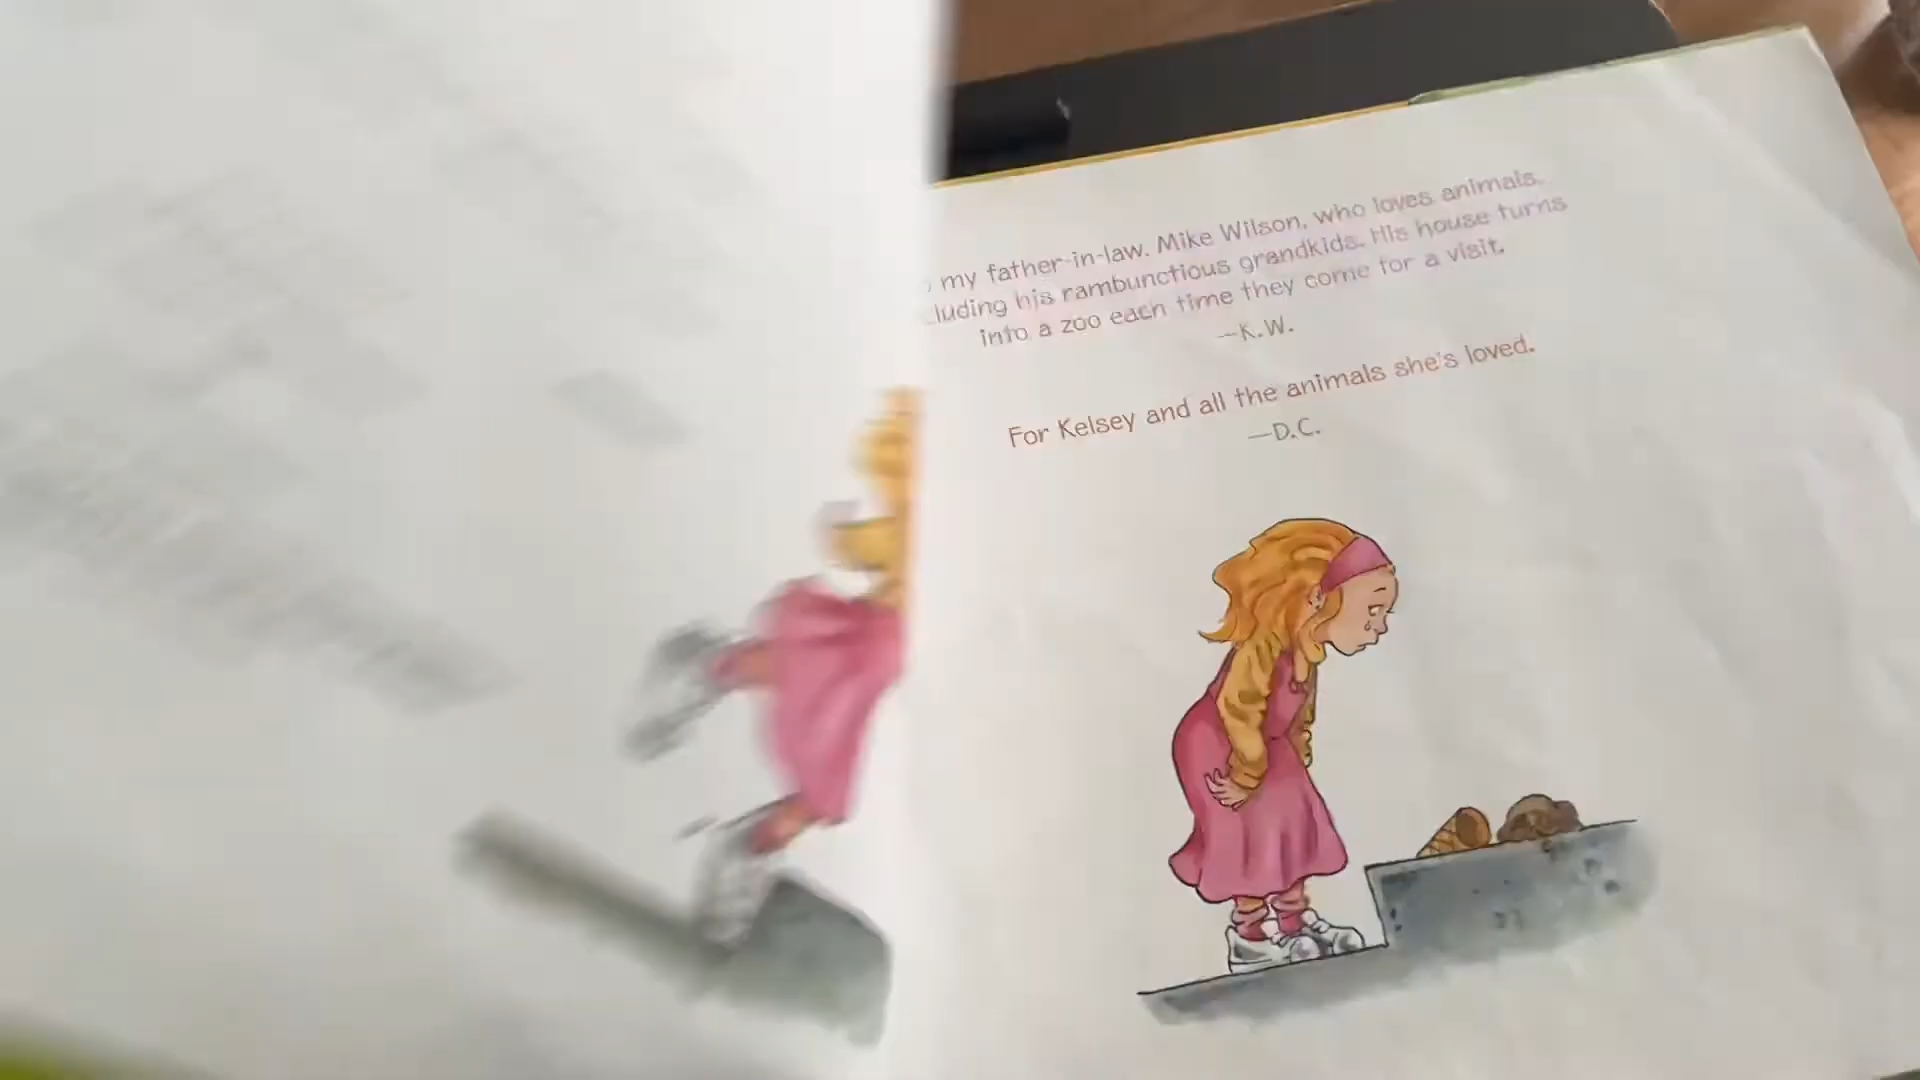 my father-in-law. Mike Wilson, who loves animals.
luding his rambunctious grandkids. His house turns
into a zoo each time they come for a visit.
—K.W.
For Kelsey and all the animals she's loved.
—D.C.